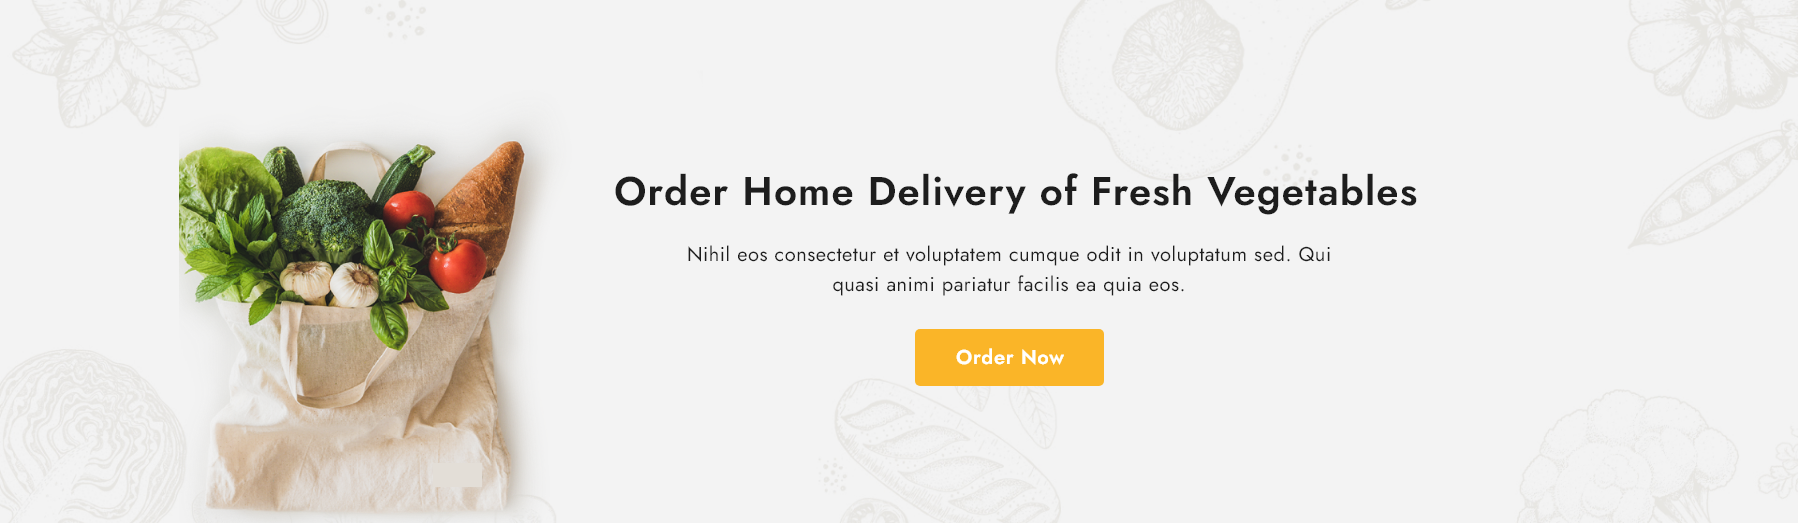 Order Home Delivery of Fresh Vegetables
Nihil eos consectetur et voluptatem cumque odit in voluptatum sed. Qui
quasi animi pariatur facilis ea quia eos.
Order Now